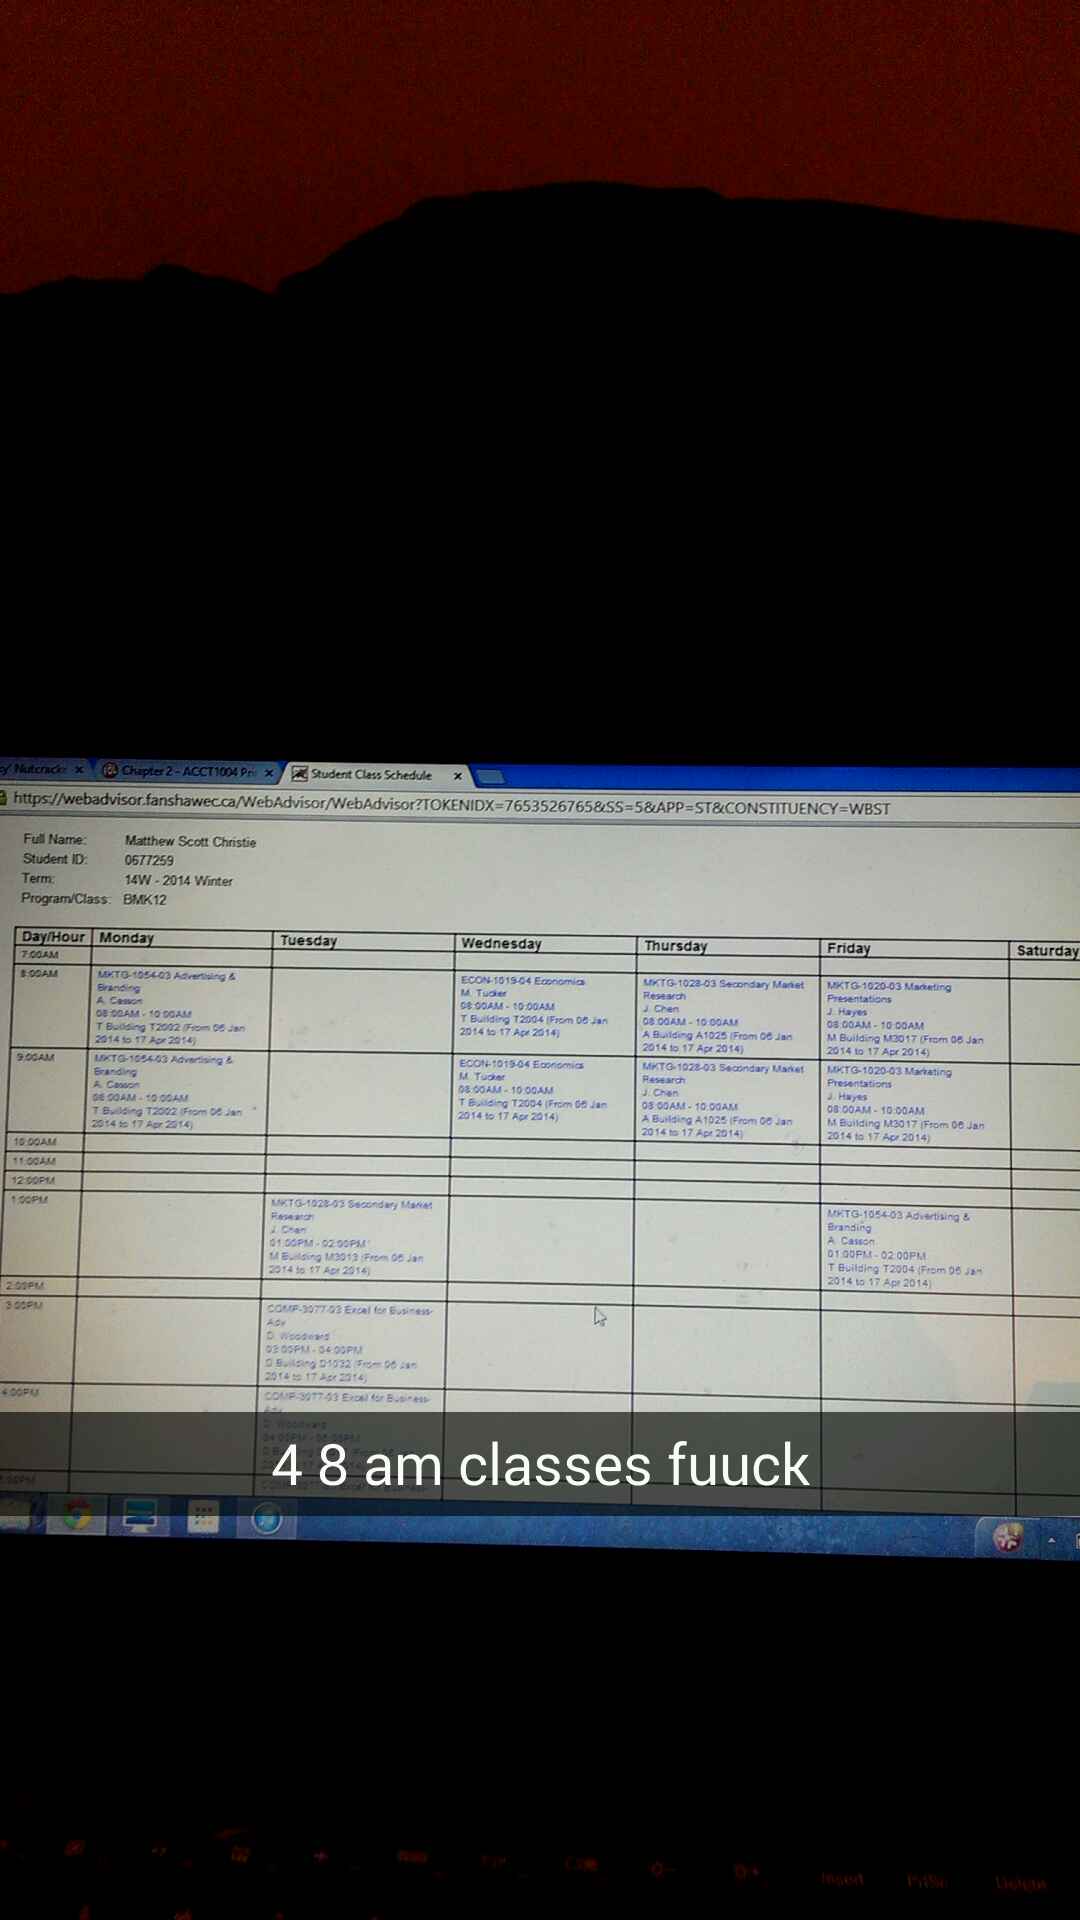 Nutcracke
Chapter 2 - ACCT1004 Pri
Student Class Schedule
https://webadvisor.fanshawec.ca/WebAdvisor/WebAdvisor?TOKENIDX=7653526765&SS=5&APP=ST&CONSTITUENCY=WBST
Full Name: Matthew Scott Christie
Student ID: 0677259
Term: 14W - 2014 Winter
Program/Class: BMK12
Day/Hour Monday Tuesday Wednesday Thursday Friday Saturday
7:00AM
8:00AM
MKTG-1054-03 Advertising &
Branding
A. Casson
08:00AM - 10:00AM
T Building T2002 (From 06 Jan
2014 to 17 Apr 2014)
ECON-1019-04 Economics
M. Tucker
08:00AM - 10:00AM
T Building T2004 (From 06 Jan
2014 to 17 Apr 2014)
MKTG-1028-03 Secondary Market
Research
J. Chen
08:00AM - 10:00AM
A Building A1025 (From 06 Jan
2014 to 17 Apr 2014)
MKTG-1020-03 Marketing
Presentations
J. Hayes
08:00AM - 10:00AM
M Building M3017 (From 06 Jan
2014 to 17 Apr 2014)
9:00AM
MKTG-1054-03 Advertising &
Branding
A. Casson
08:00AM - 10:00AM
T Building T2002 (From 06 Jan
2014 to 17 Apr 2014)
ECON-1019-04 Economics
M. Tucker
08:00AM - 10:00AM
T Building T2004 (From 06 Jan
2014 to 17 Apr 2014)
MKTG-1028-03 Secondary Market
Research
J. Chen
08:00AM - 10:00AM
A Building A1025 (From 06 Jan
2014 to 17 Apr 2014)
MKTG-1020-03 Marketing
Presentations
J. Hayes
08:00AM - 10:00AM
M Building M3017 (From 06 Jan
2014 to 17 Apr 2014)
10:00AM
11:00AM
12:00PM
1:00PM
MKTG-1028-03 Secondary Market
Research
J. Chen
01:00PM - 02:00PM
M Building M3013 (From 06 Jan
2014 to 17 Apr 2014)
MKTG-1054-03 Advertising &
Branding
A. Casson
01:00PM - 02:00PM
T Building T2004 (From 06 Jan
2014 to 17 Apr 2014)
2:00PM
3:00PM
COMP-3077-03 Excel for Business-
Adv
D. Woodward
03:00PM - 04:00PM
D Building D1032 (From 06 Jan
2014 to 17 Apr 2014)
4:00PM
COMP-3077-03 Excel for Business-
Adv
D. Woodward
4 8 am classes fuuck
Insert
PrtSc
Delete